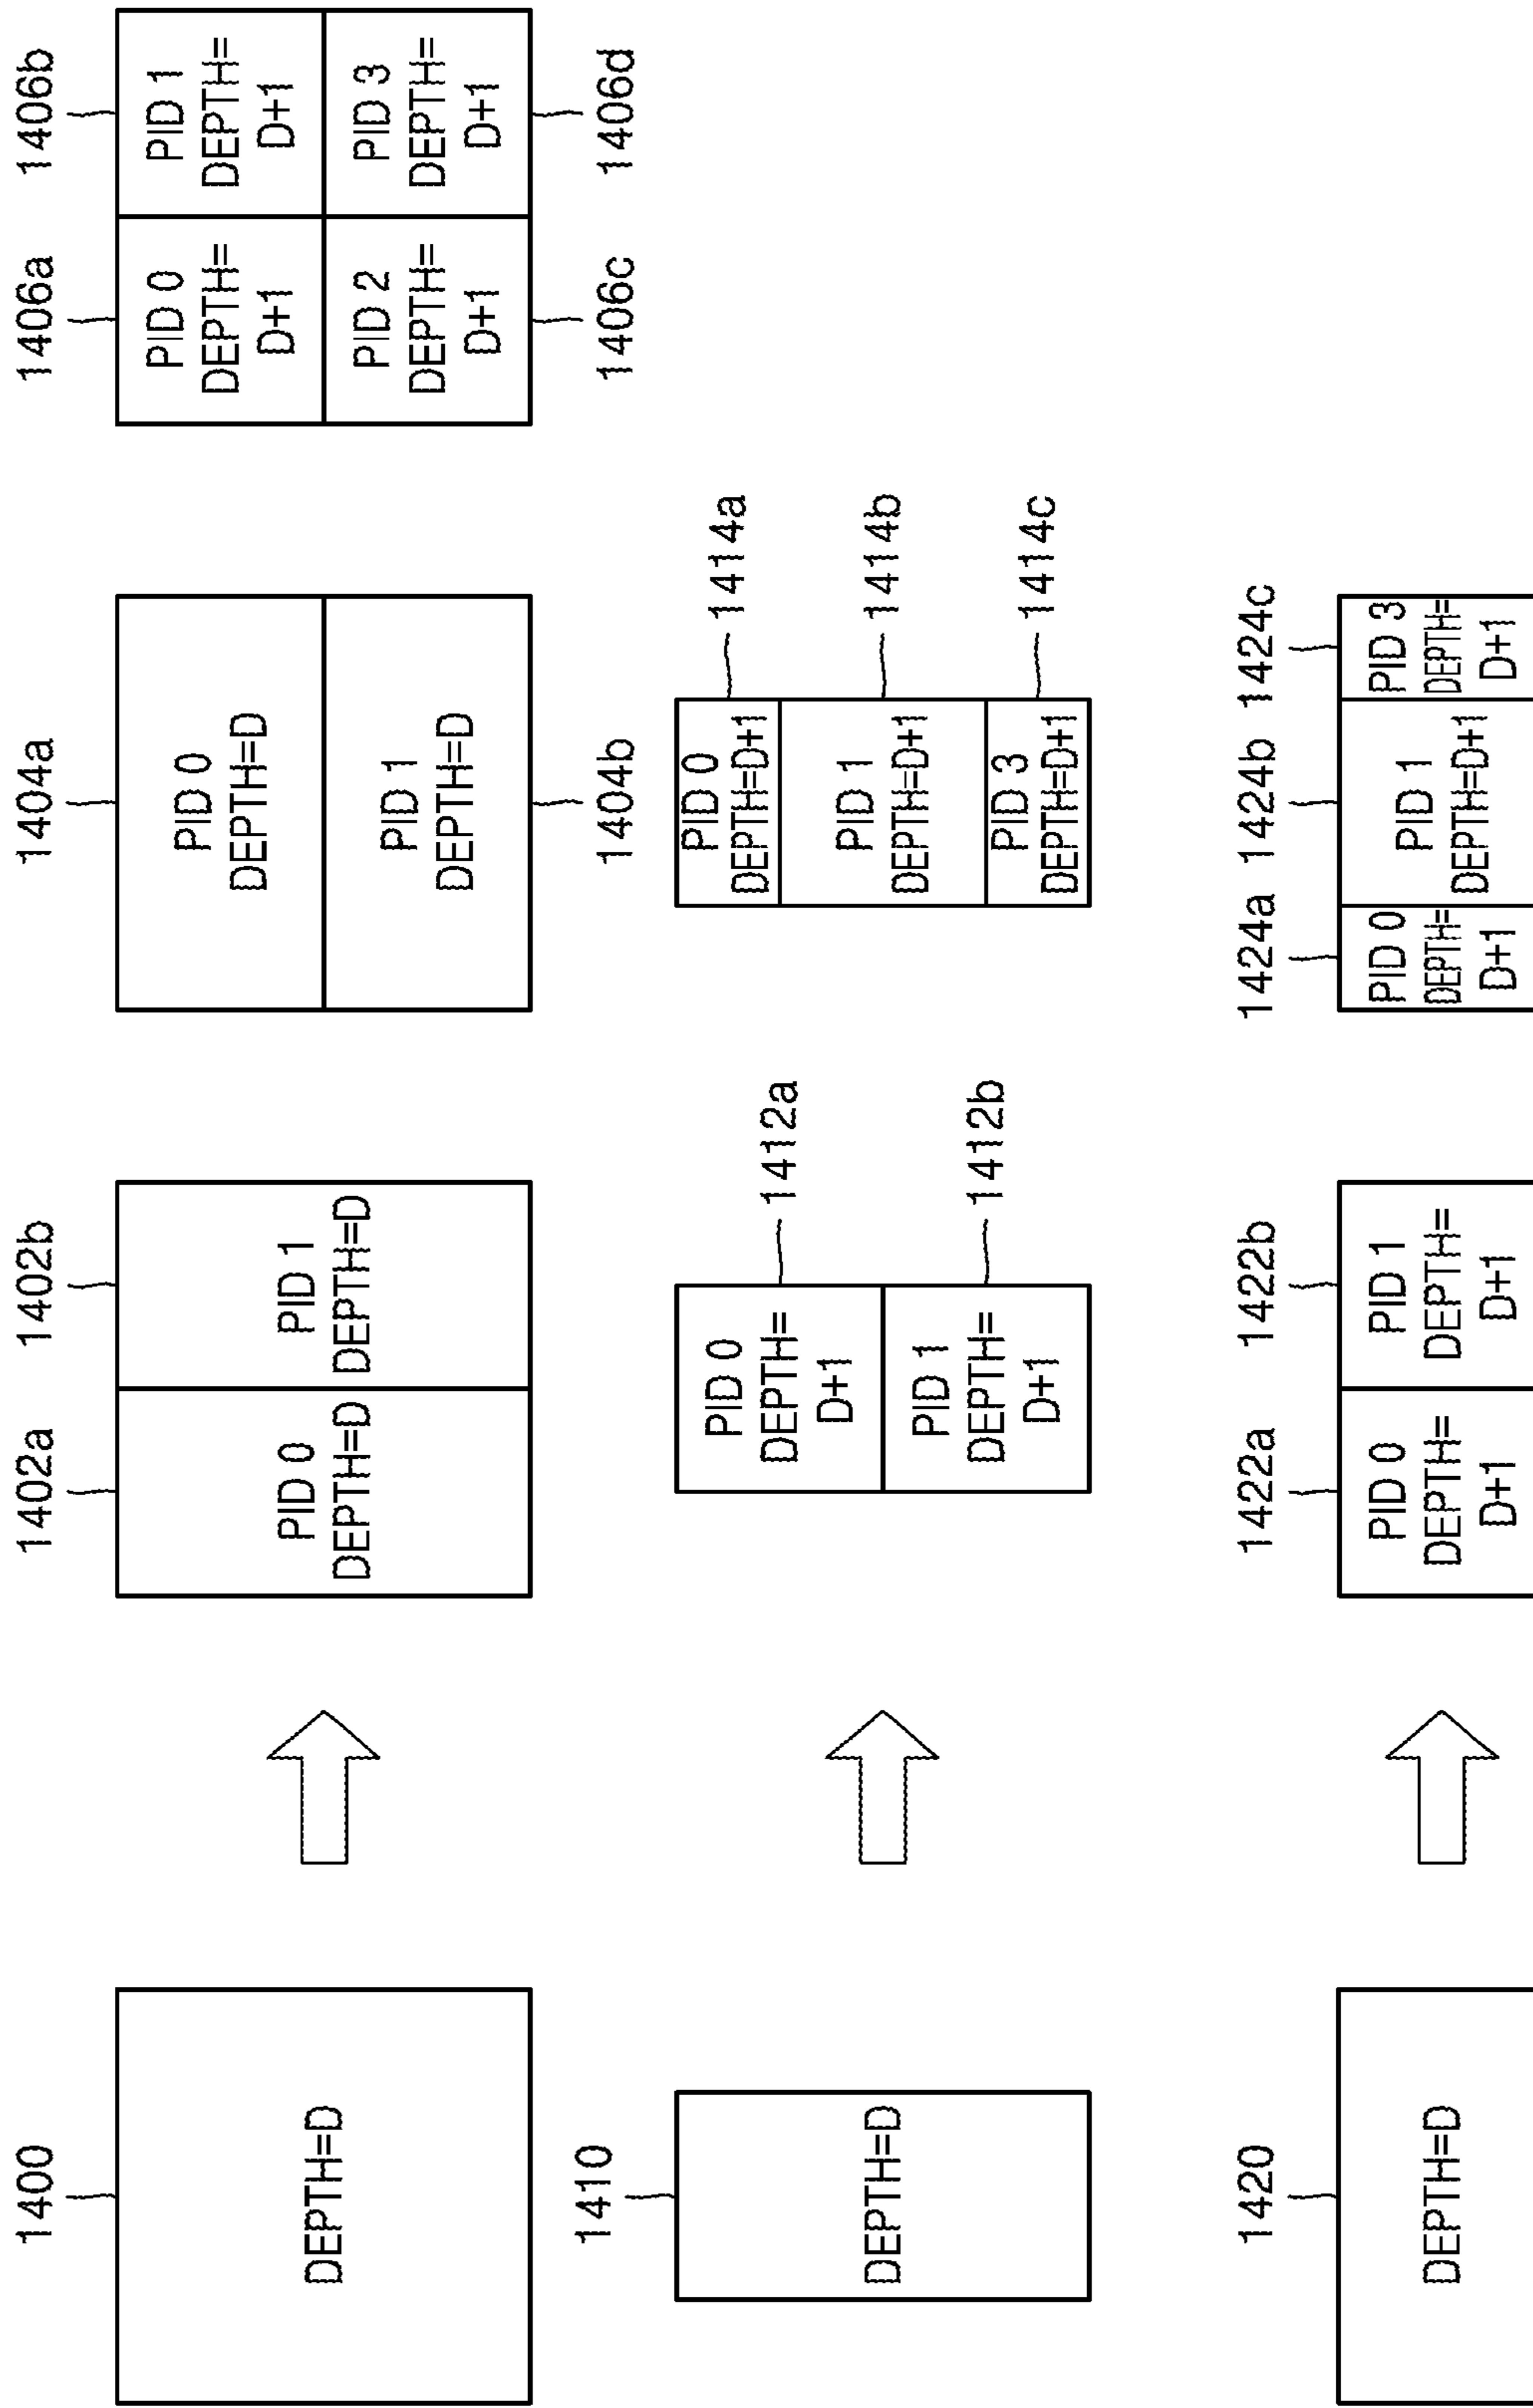 1400
DEPTH=D
1402a
1402b
PID 0
DEPTH=D
PID 1
DEPTH=D
1404a
PID 0
DEPTH=D
PID 1
DEPTH=D
1404b
1406a
1406b
PID 0
DEPTH=
D+1
PID 1
DEPTH=
D+1
PID 2
DEPTH=
D+1
PID 3
DEPTH=
D+1
1406c
1406d
1410
DEPTH=D
PID 0
DEPTH=
D+1
1412a
PID 1
DEPTH=
D+1
1412b
PID 0
DEPTH=D+1
1414a
PID 1
DEPTH=D+1
1414b
PID 3
DEPTH=D+1
1414c
1420
DEPTH=D
1422a
1422b
PID 0
DEPTH=
D+1
PID 1
DEPTH=
D+1
1424a
1424b
1424c
PID 0
DEPTH=
D+1
PID 1
DEPTH=D+1
PID 3
DEPTH=
D+1